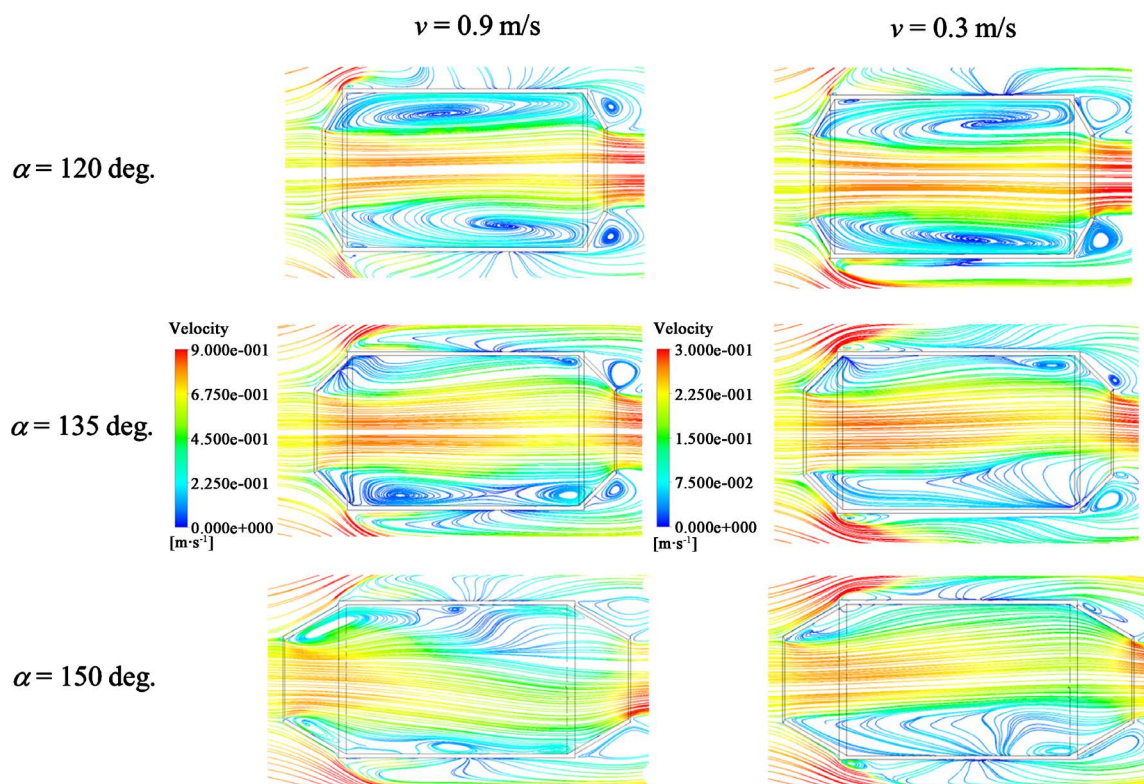 v = 0.9 m/s
v = 0.3 m/s
α = 120 deg.
α = 135 deg.
Velocity
9.000e-001
6.750e-001
4.500e-001
2.250e-001
0.000e+000
[m·s⁻¹]
Velocity
3.000e-001
2.250e-001
1.500e-001
7.500e-002
0.000e+000
[m·s⁻¹]
α = 150 deg.